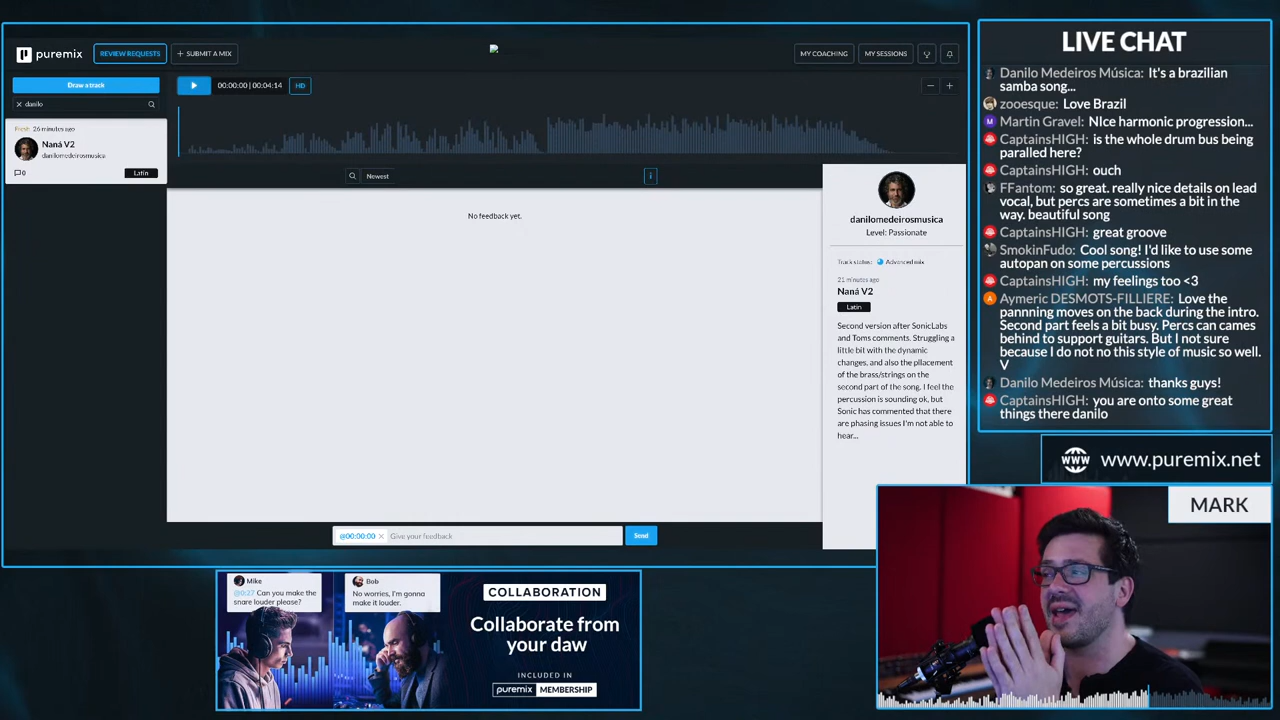 puremix
REVIEW REQUESTS
+ SUBMIT A MIX
MY COACHING
MY SESSIONS
Draw a track
danilo
00:00:00 | 00:04:14
HD
Fresh 26 minutes ago
Naná V2
danilomedeirosmusica
0
Latin
Newest
i
No feedback yet.
danilomedeirosmusica
Level: Passionate
Track status: Advanced mix
21 minutes ago
Naná V2
Latin
Second version after SonicLabs
and Toms comments. Struggling a
little bit with the dynamic
changes, and also the pllacement
of the brass/strings on the
second part of the song. I feel the
percussion is sounding ok, but
Sonic has commented that there
are phasing issues I'm not able to
hear...
@00:00:00 Give your feedback
Send
LIVE CHAT
Danilo Medeiros Música: It's a brazilian
samba song...
zooesque: Love Brazil
M Martin Gravel: NIce harmonic progression...
CaptainsHIGH: is the whole drum bus being
paralled here?
CaptainsHIGH: ouch
FFantom: so great. really nice details on lead
vocal, but percs are sometimes a bit in the
way. beautiful song
CaptainsHIGH: great groove
SmokinFudo: Cool song! I'd like to use some
autopan on some percussions
CaptainsHIGH: my feelings too <3
A Aymeric DESMOTS-FILLIERE: Love the
pannning moves on the back during the intro.
Second part feels a bit busy. Percs can cames
behind to support guitars. But I not sure
because I do not no this style of music so well.
V
Danilo Medeiros Música: thanks guys!
CaptainsHIGH: you are onto some great
things there danilo
WWW www.puremix.net
MARK
Mike
@0:27 Can you make the
snare louder please?
Bob
No worries, I'm gonna
make it louder.
COLLABORATION
Collaborate from
your daw
INCLUDED IN
puremix MEMBERSHIP